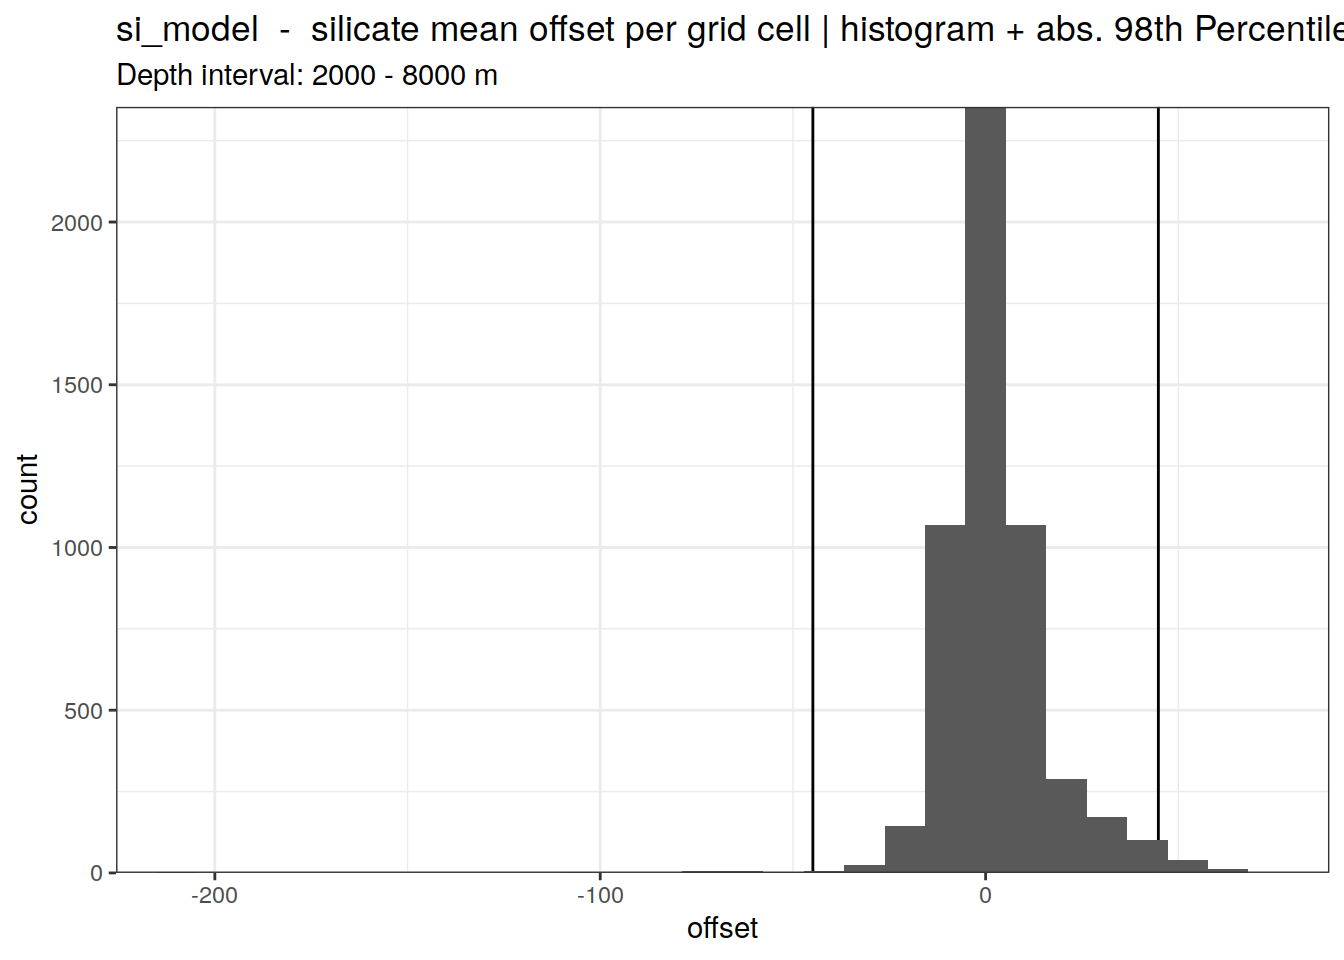 si_model  -  silicate mean offset per grid cell | histogram + abs. 98th Percentile
Depth interval: 2000 - 8000 m
2000
1500
1000
500
0
count
-200 -100 0
offset